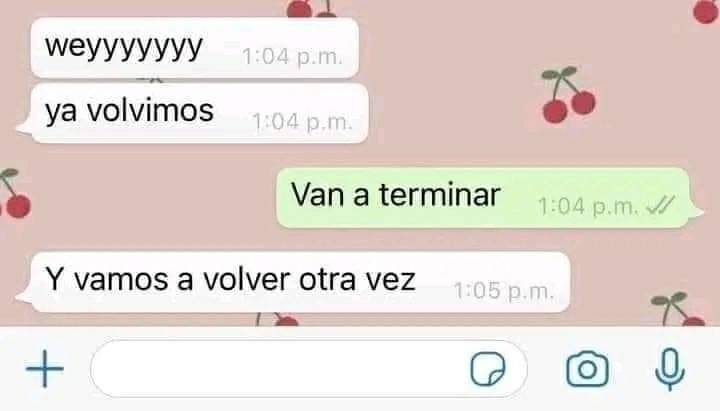 weyyyyyyy 1:04 p.m.
ya volvimos 1:04 p.m.
Van a terminar 1:04 p.m.
Y vamos a volver otra vez 1:05 p.m.